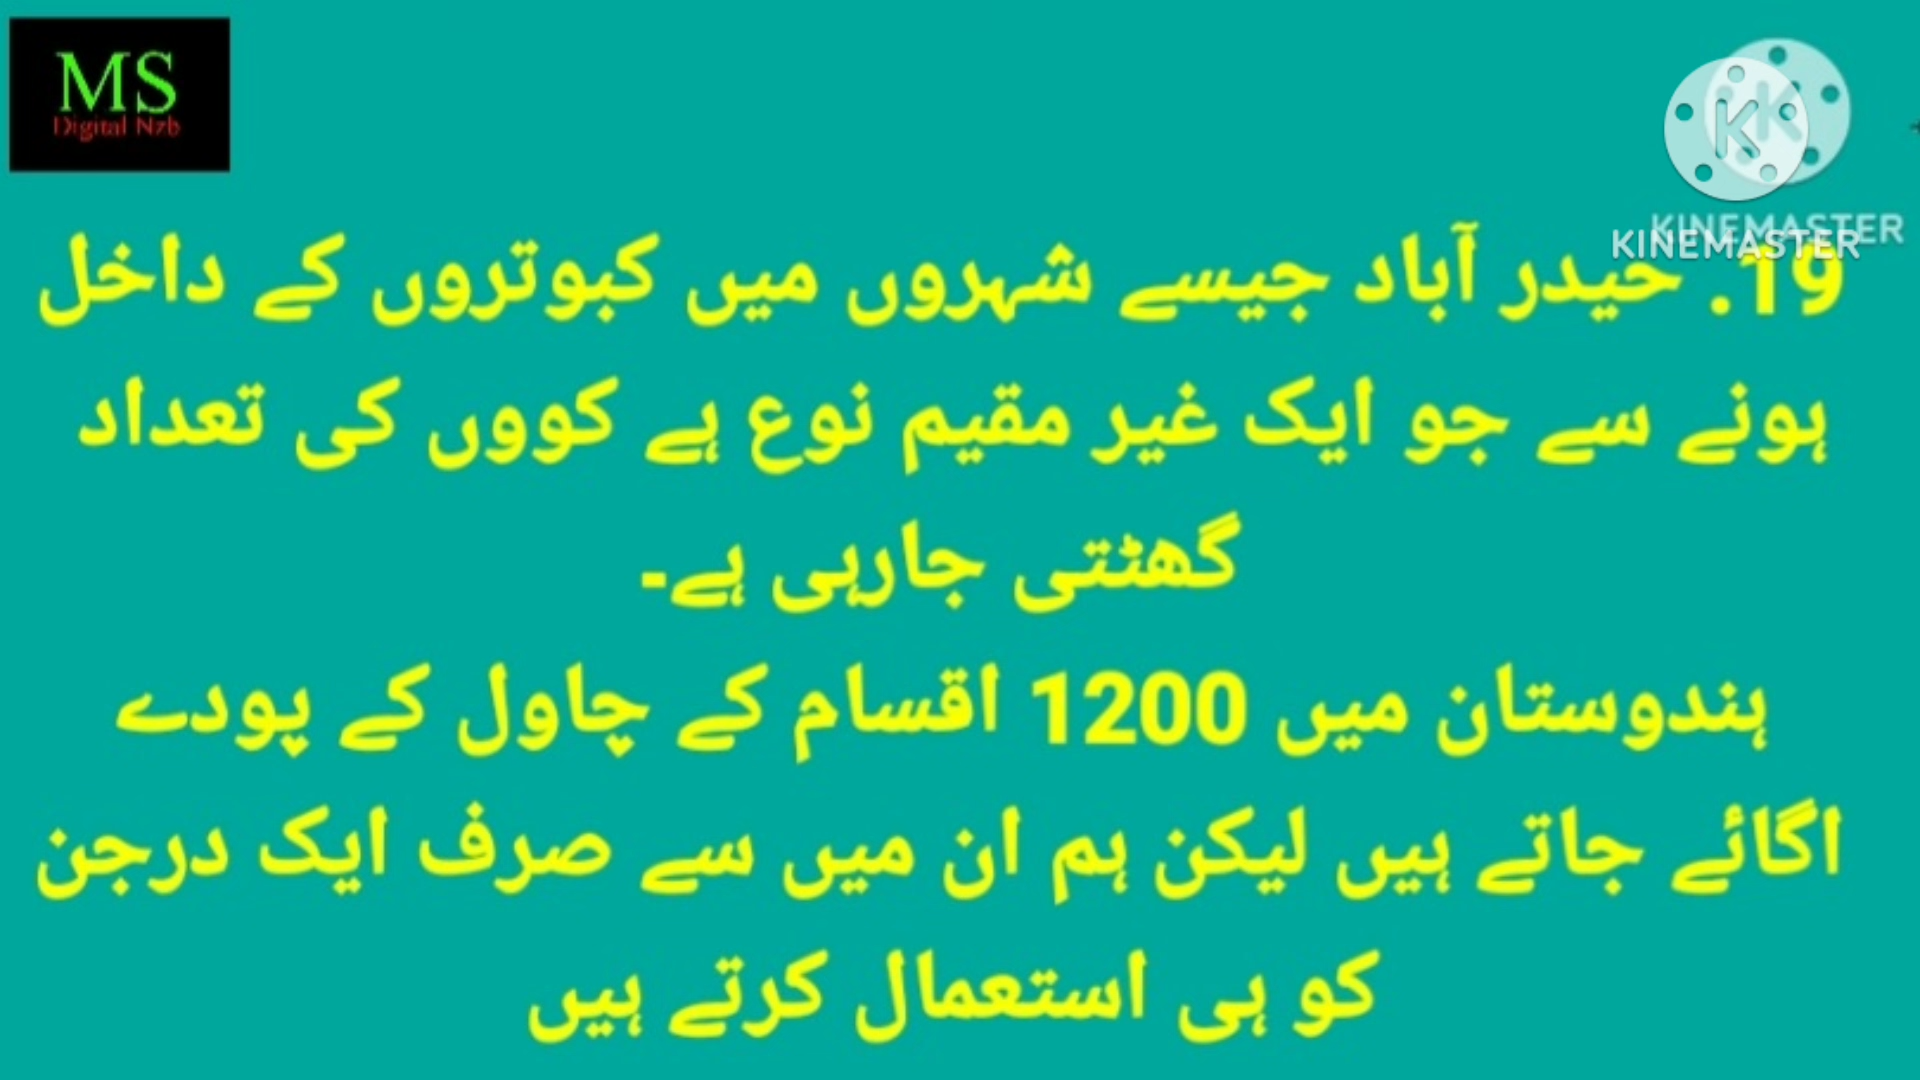 MS
Digital Nzb
KINEMASTER
KINEMASTER
19. حیدر آباد جیسے شہروں میں کبوتروں کے داخل
ہونے سے جو ایک غیر مقیم نوع ہے کووں کی تعداد
گھٹتی جارہی ہے۔
ہندوستان میں 1200 اقسام کے چاول کے پودے
اگائے جاتے ہیں لیکن ہم ان میں سے صرف ایک درجن
کو ہی استعمال کرتے ہیں